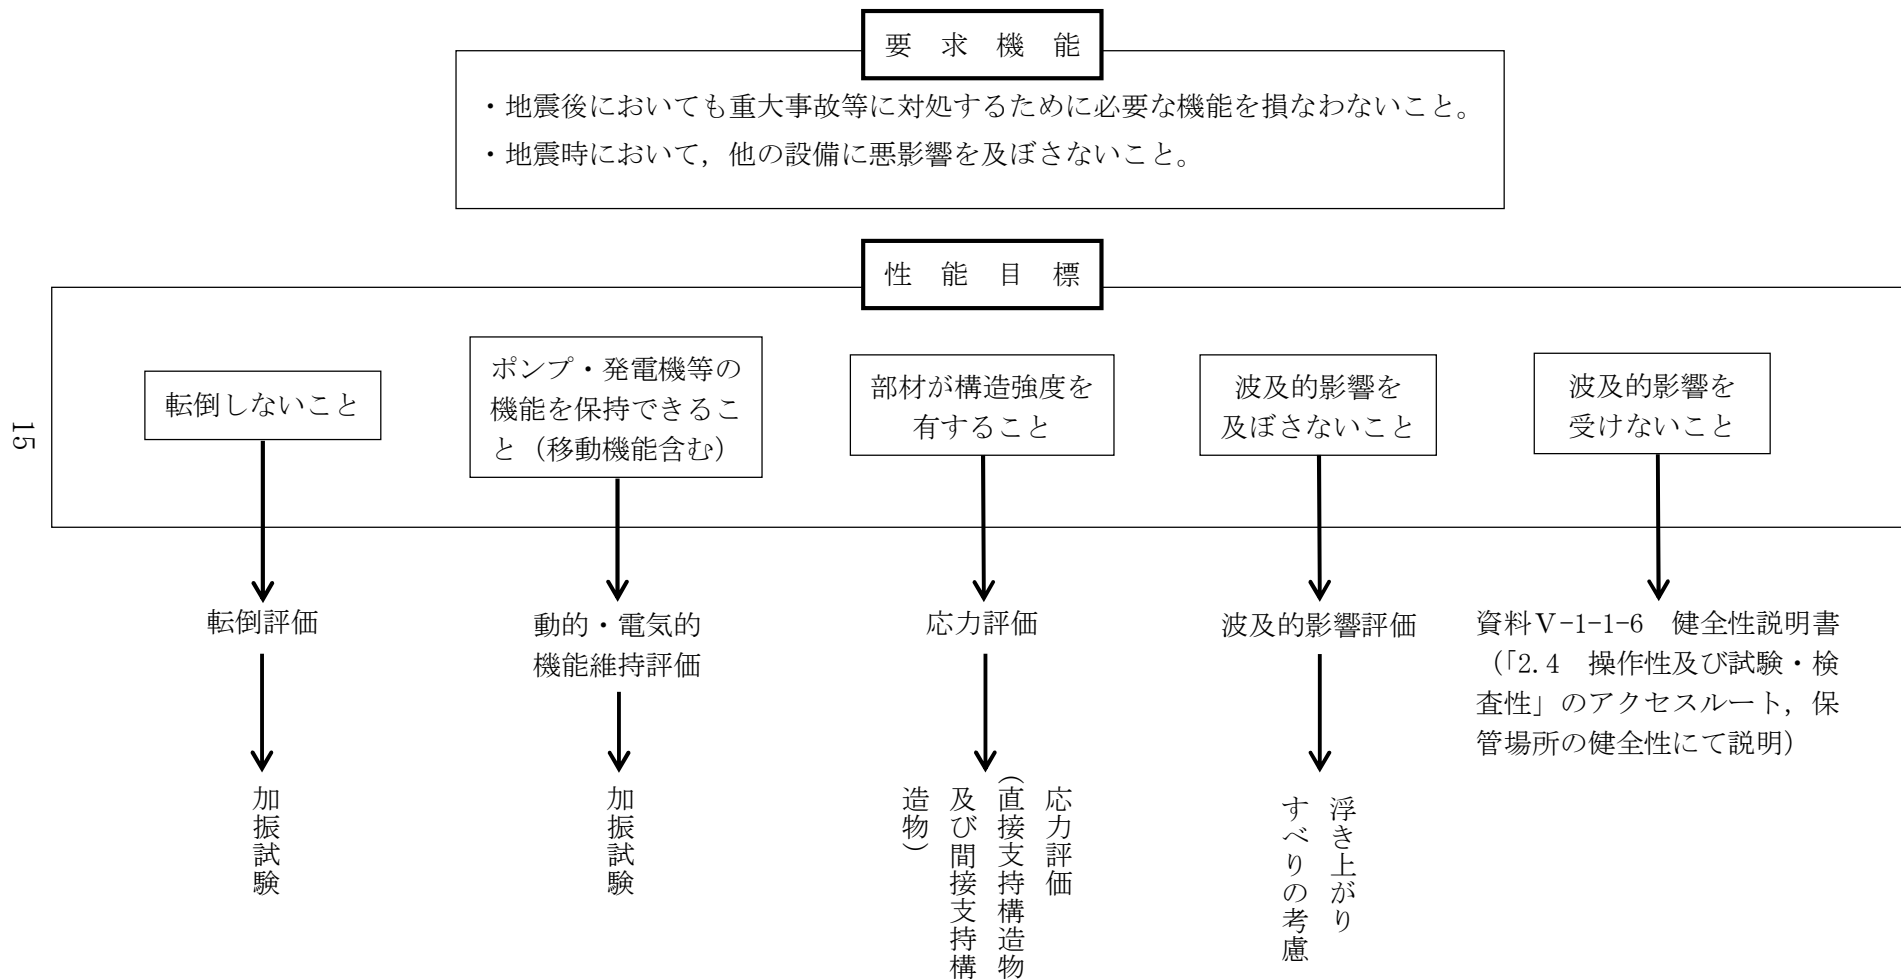 要 求 機 能
・地震後においても重大事故等に対処するために必要な機能を損なわないこと。
・地震時において，他の設備に悪影響を及ぼさないこと。
性 能 目 標
転倒しないこと
ポンプ・発電機等の
機能を保持できるこ
と（移動機能含む）
部材が構造強度を
有すること
波及的影響を
及ぼさないこと
波及的影響を
受けないこと
転倒評価
動的・電気的
機能維持評価
応力評価
波及的影響評価
資料Ⅴ-1-1-6　健全性説明書
（「2.4　操作性及び試験・検
査性」のアクセスルート，保
管場所の健全性にて説明）
加振試験
加振試験
応力評価
（直接支持構造物
及び間接支持構
造物）
浮き上がり
すべりの考慮
15